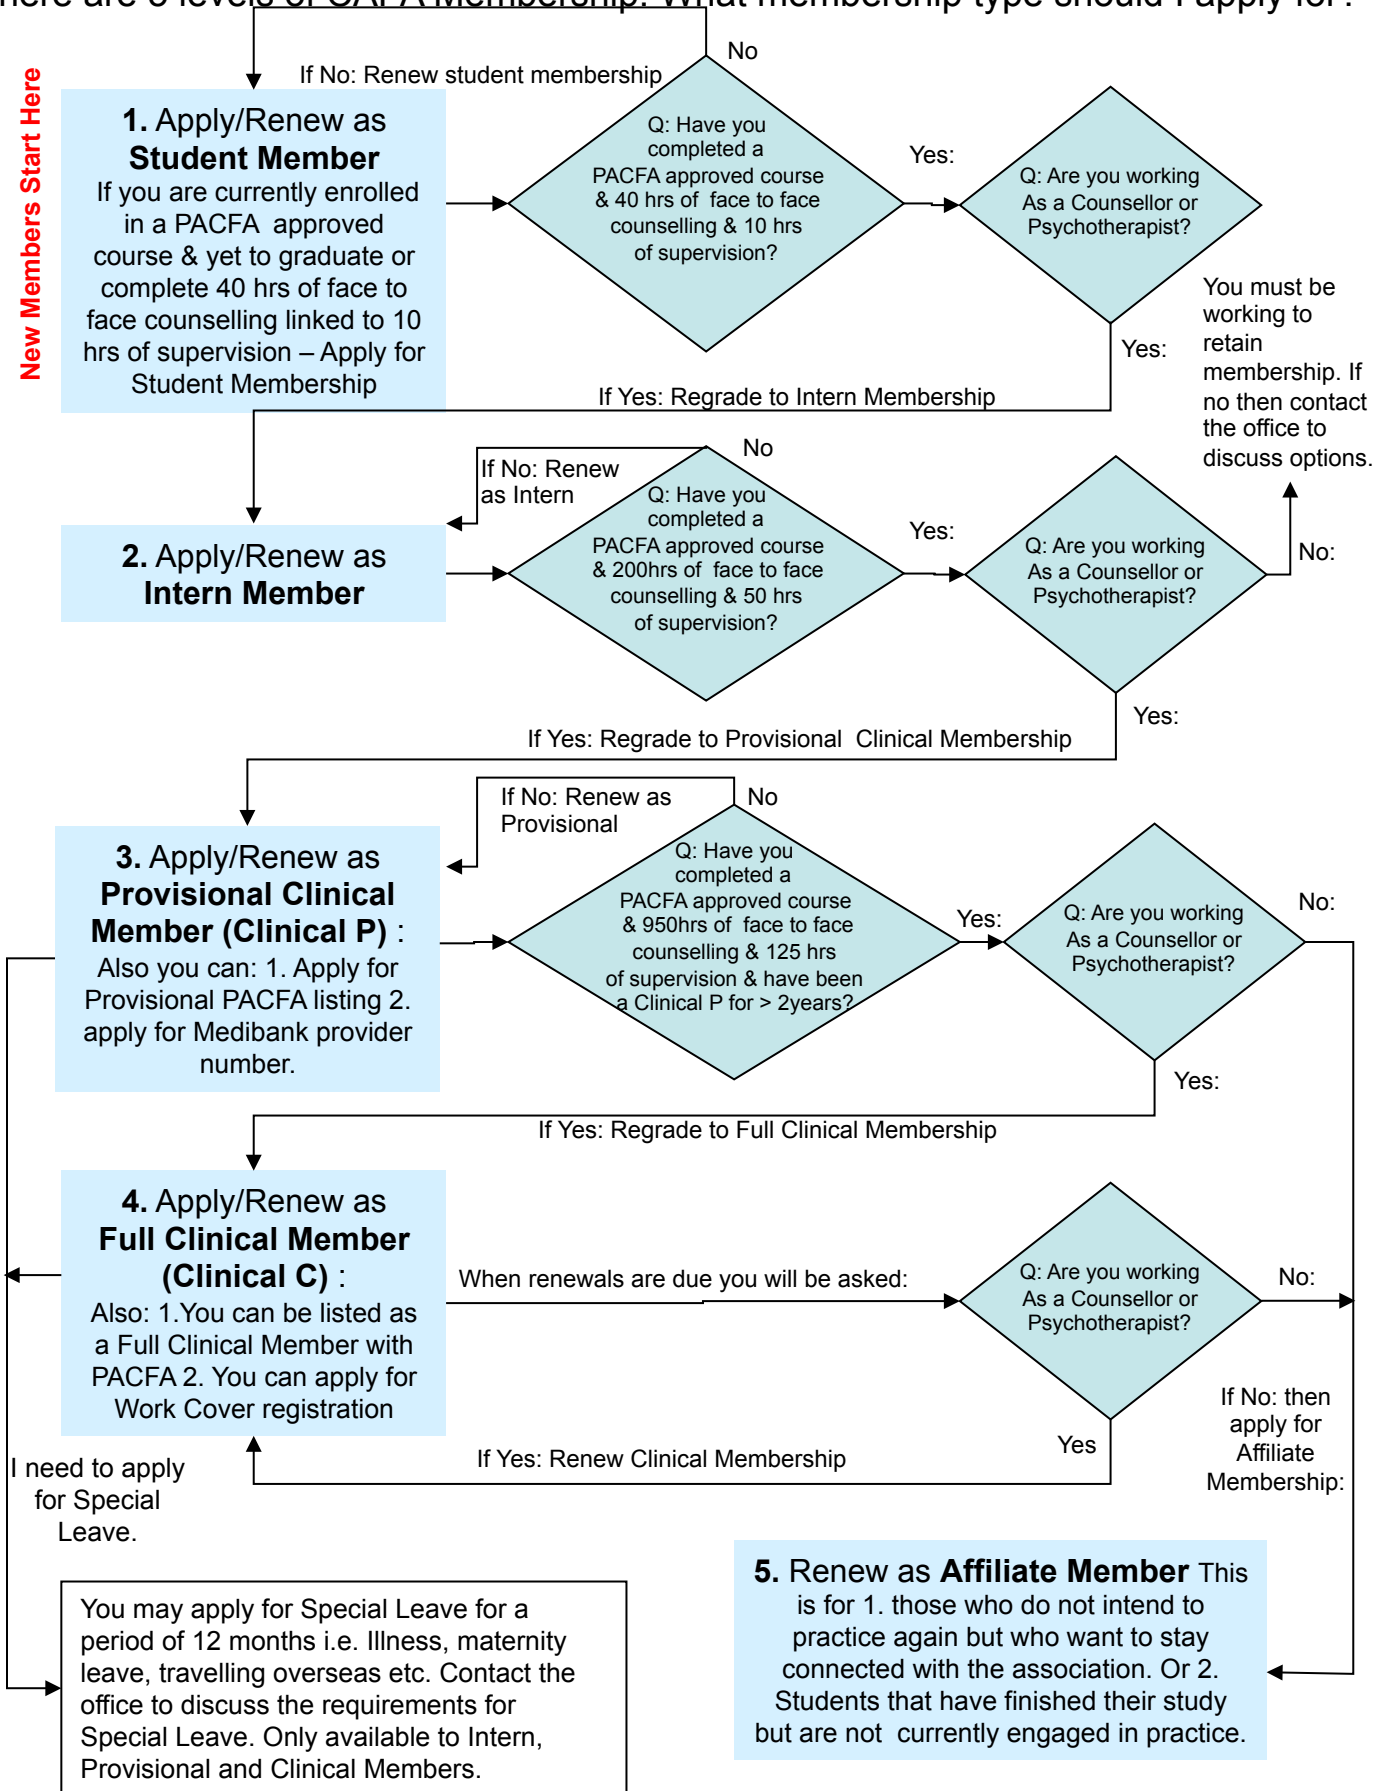 here are 6 levels of CAPA Membership. What membership type should I apply for?
New Members Start Here
No
If No: Renew student membership
1. Apply/Renew as
Student Member
If you are currently enrolled
in a PACFA approved
course & yet to graduate or
complete 40 hrs of face to
face counselling linked to 10
hrs of supervision – Apply for
Student Membership
Q: Have you
completed a
PACFA approved course
& 40 hrs of face to face
counselling & 10 hrs
of supervision?
Yes:
Q: Are you working
As a Counsellor or
Psychotherapist?
Yes:
You must be
working to
retain
membership. If
no then contact
the office to
discuss options.
If Yes: Regrade to Intern Membership
No
If No: Renew
as Intern
2. Apply/Renew as
Intern Member
Q: Have you
completed a
PACFA approved course
& 200hrs of face to face
counselling & 50 hrs
of supervision?
Yes:
Q: Are you working
As a Counsellor or
Psychotherapist?
No:
Yes:
If Yes: Regrade to Provisional Clinical Membership
No
If No: Renew as
Provisional
3. Apply/Renew as
Provisional Clinical
Member (Clinical P) :
Also you can: 1. Apply for
Provisional PACFA listing 2.
apply for Medibank provider
number.
Q: Have you
completed a
PACFA approved course
& 950hrs of face to face
counselling & 125 hrs
of supervision & have been
a Clinical P for > 2years?
Yes:
Q: Are you working
As a Counsellor or
Psychotherapist?
No:
Yes:
If Yes: Regrade to Full Clinical Membership
4. Apply/Renew as
Full Clinical Member
(Clinical C) :
Also: 1.You can be listed as
a Full Clinical Member with
PACFA 2. You can apply for
Work Cover registration
When renewals are due you will be asked:
Q: Are you working
As a Counsellor or
Psychotherapist?
No:
Yes
If Yes: Renew Clinical Membership
If No: then
apply for
Affiliate
Membership:
I need to apply
for Special
Leave.
You may apply for Special Leave for a
period of 12 months i.e. Illness, maternity
leave, travelling overseas etc. Contact the
office to discuss the requirements for
Special Leave. Only available to Intern,
Provisional and Clinical Members.
5. Renew as Affiliate Member This
is for 1. those who do not intend to
practice again but who want to stay
connected with the association. Or 2.
Students that have finished their study
but are not currently engaged in practice.